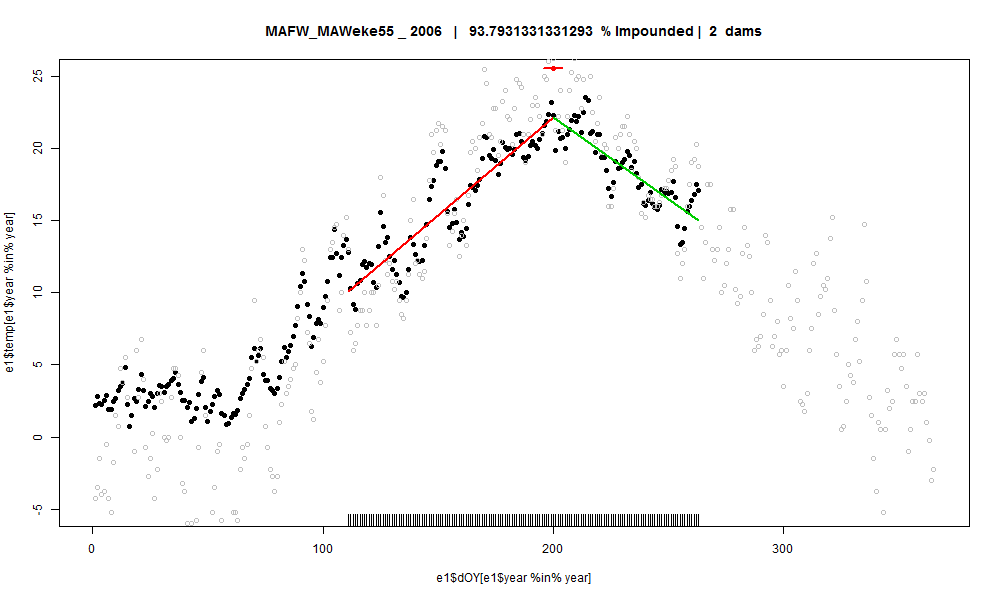 MAFW_MAWeke55 _ 2006 | 93.7931331331293 % Impounded | 2 dams
e1$temp[e1$year %in% year]
25
20
15
10
5
0
-5
0 100 200 300
e1$dOY[e1$year %in% year]